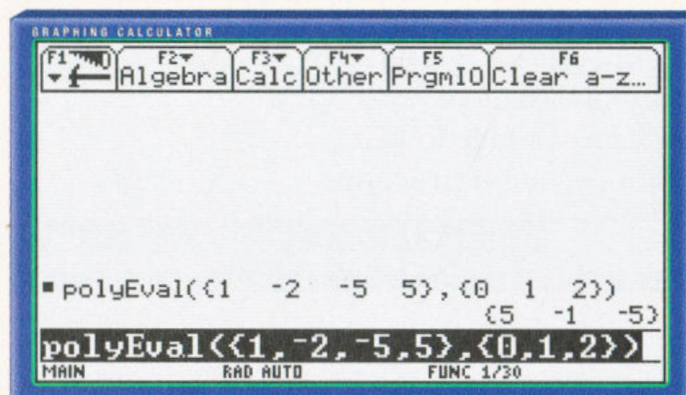 GRAPHING CALCULATOR
F1 F2 F3 F4 F5 F6
Algebra Calc Other PrgmIO Clear a-z…
▪ polyEval({1 ⁻2 ⁻5 5},{0 1 2})
{5 ⁻1 ⁻5}
polyEval({1,⁻2,⁻5,5},{0,1,2})
MAIN RAD AUTO FUNC 1/30